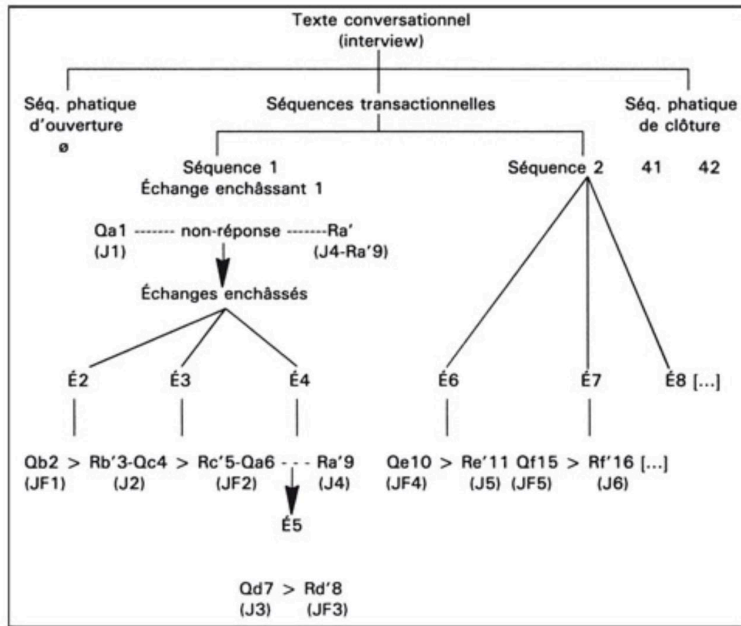 Texte conversationnel
(interview)
Séq. phatique
d'ouverture
ø
Séquences transactionnelles
Séq. phatique
de clôture
Séquence 1
Échange enchâssant 1
Séquence 2 41 42
Qa1 ------- non-réponse ------Ra'
(J1) (J4-Ra'9)
Échanges enchâssés
É2 É3 É4 É6 É7 É8 [...]
Qb2 > Rb'3-Qc4 > Rc'5-Qa6 - - - Ra'9 Qe10 > Re'11 Qf15 > Rf'16 [...]
(JF1) (J2) (JF2) (J4) (JF4) (J5) (JF5) (J6)
É5
Qd7 > Rd'8
(J3) (JF3)